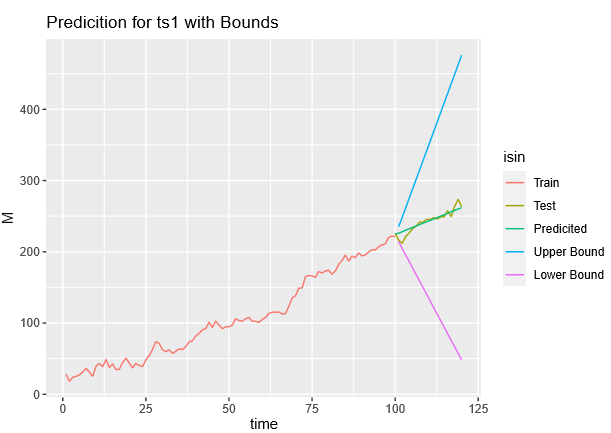 Predicition for ts1 with Bounds
M
400
300
200
100
0
0 25 50 75 100 125
time
isin
Train
Test
Predicited
Upper Bound
Lower Bound